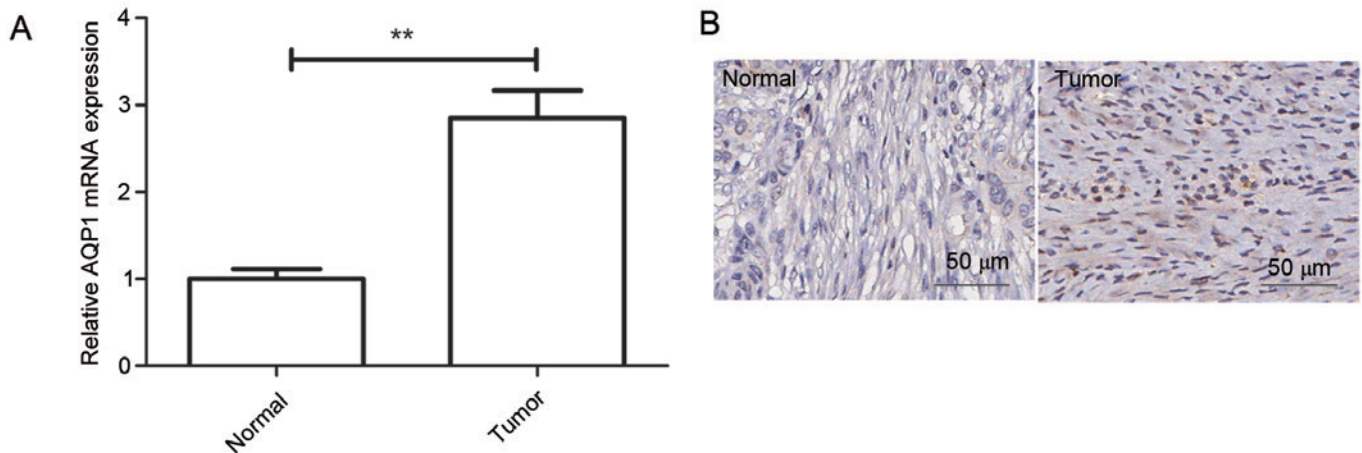 A
Relative AQP1 mRNA expression
4
3
2
1
0
**
Normal
Tumor
B
Normal
50 μm
Tumor
50 μm